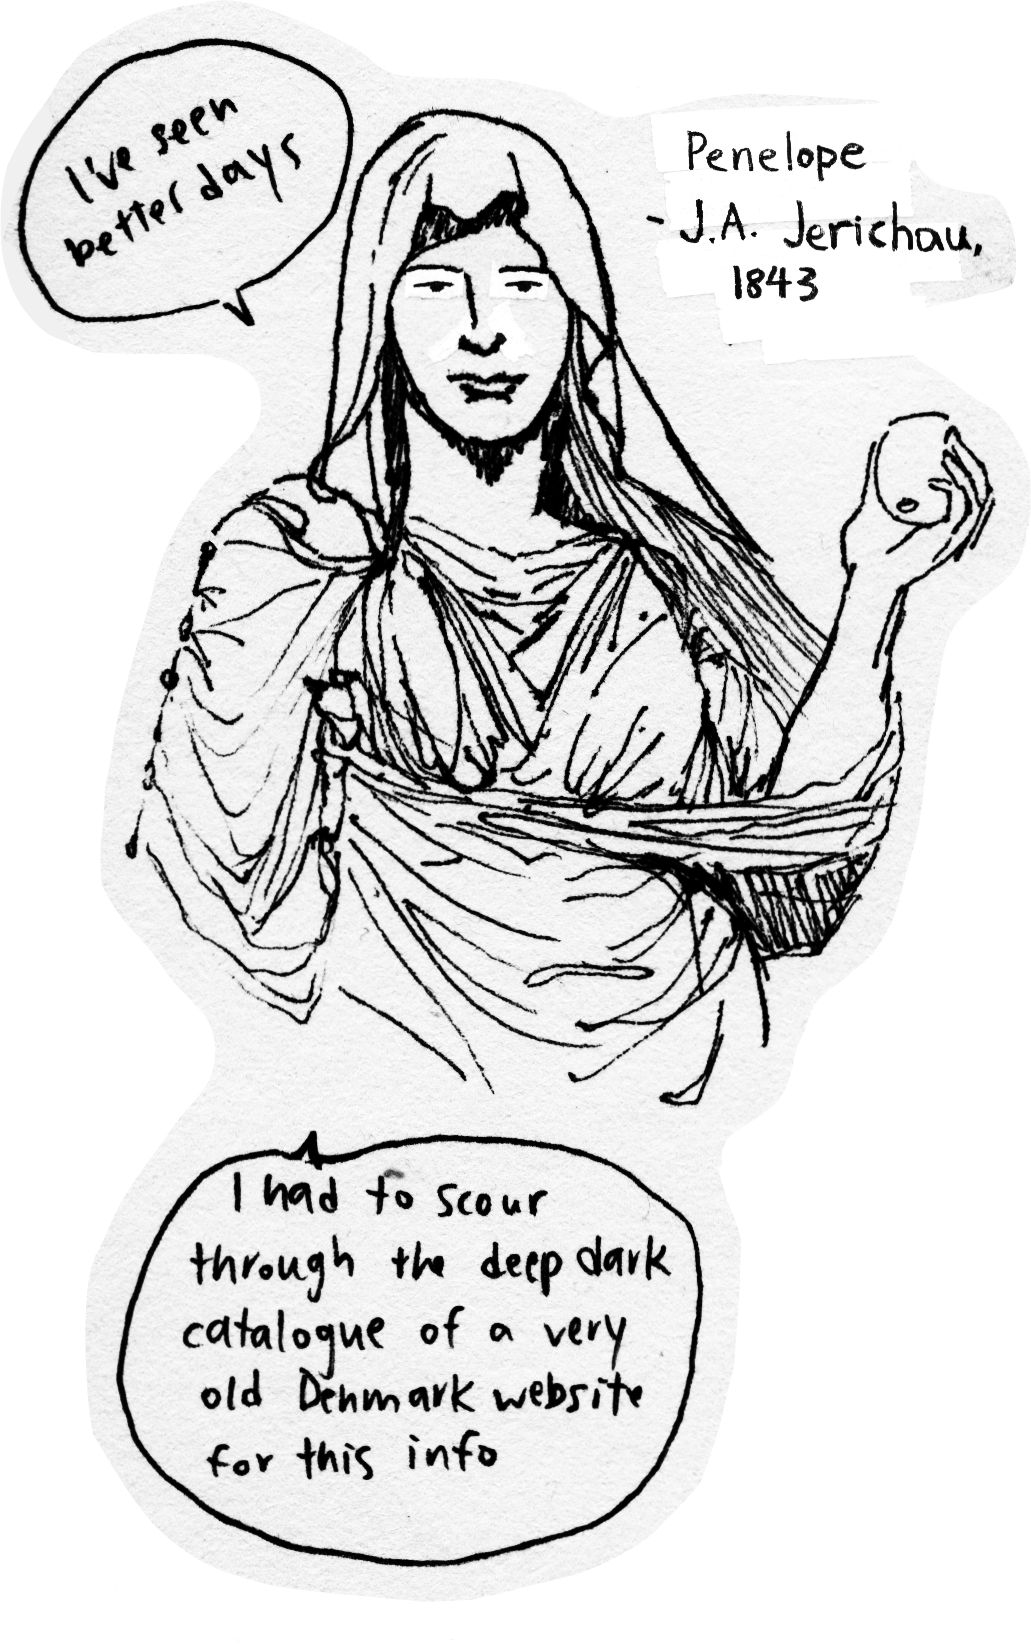 I've seen
better days
Penelope
- J.A. Jerichau,
1843
I had to scour
through the deep dark
catalogue of a very
old Denmark website
for this info